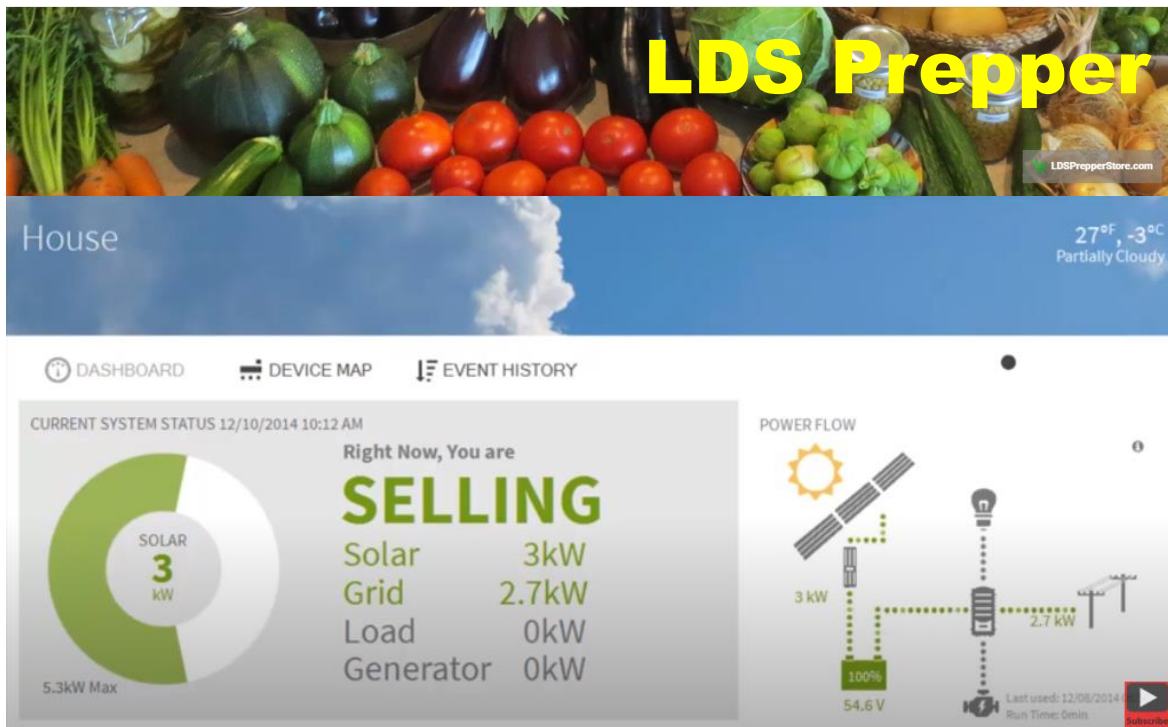 LDS Prepper
LDSPrepperStore.com
House
27°F, -3°C
Partially Cloudy
DASHBOARD
DEVICE MAP
EVENT HISTORY
CURRENT SYSTEM STATUS 12/10/2014 10:12 AM
Right Now, You are
SELLING
Solar 3kW
Grid 2.7kW
Load 0kW
Generator 0kW
SOLAR
3
kW
5.3kW Max
POWER FLOW
3 kW
2.7 kW
100%
54.6 V
Last used: 12/08/2014
Run Time: 0min
Subscribe